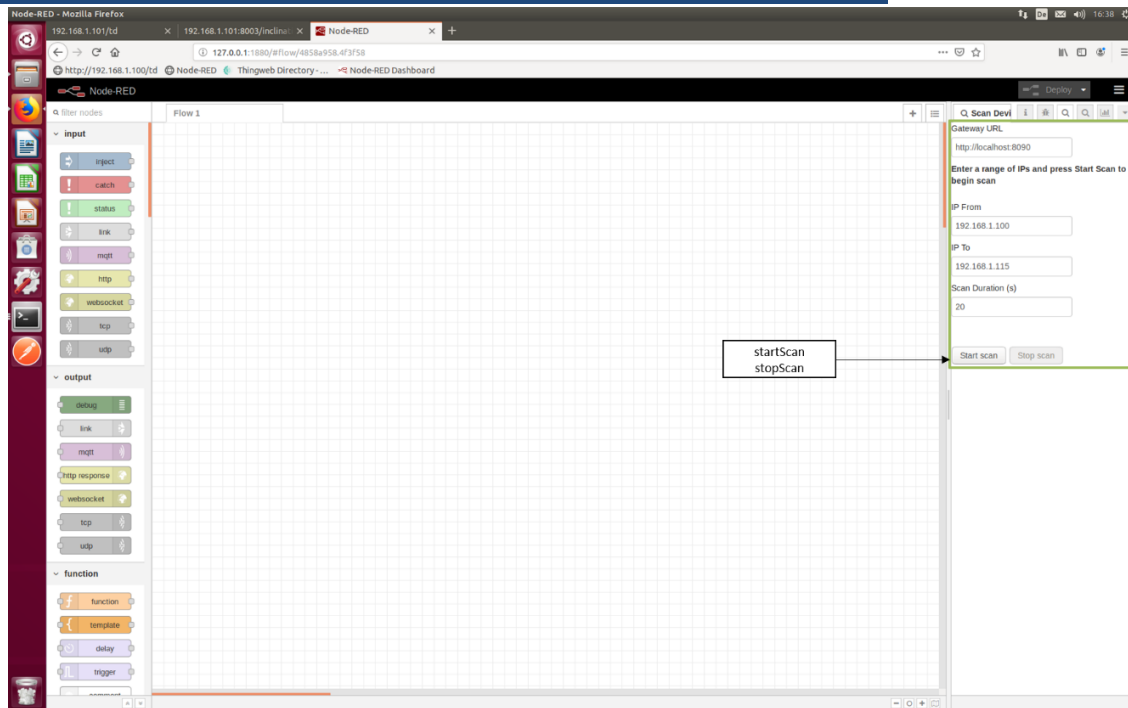 Node-RED - Mozilla Firefox
De
16:38
192.168.1.101/td
192.168.1.101:8003/inclinat
Node-RED
127.0.0.1:1880/#flow/4858a958.4f3f58
http://192.168.1.100/td
Node-RED
Thingweb Directory - ...
Node-RED Dashboard
Node-RED
Deploy
filter nodes
Flow 1
Scan Devi
input
inject
catch
status
link
mqtt
http
websocket
tcp
udp
output
debug
link
mqtt
http response
websocket
tcp
udp
function
function
template
delay
trigger
startScan
stopScan
Gateway URL
http://localhost:8090
Enter a range of IPs and press Start Scan to
begin scan
IP From
192.168.1.100
IP To
192.168.1.115
Scan Duration (s)
20
Start scan
Stop scan